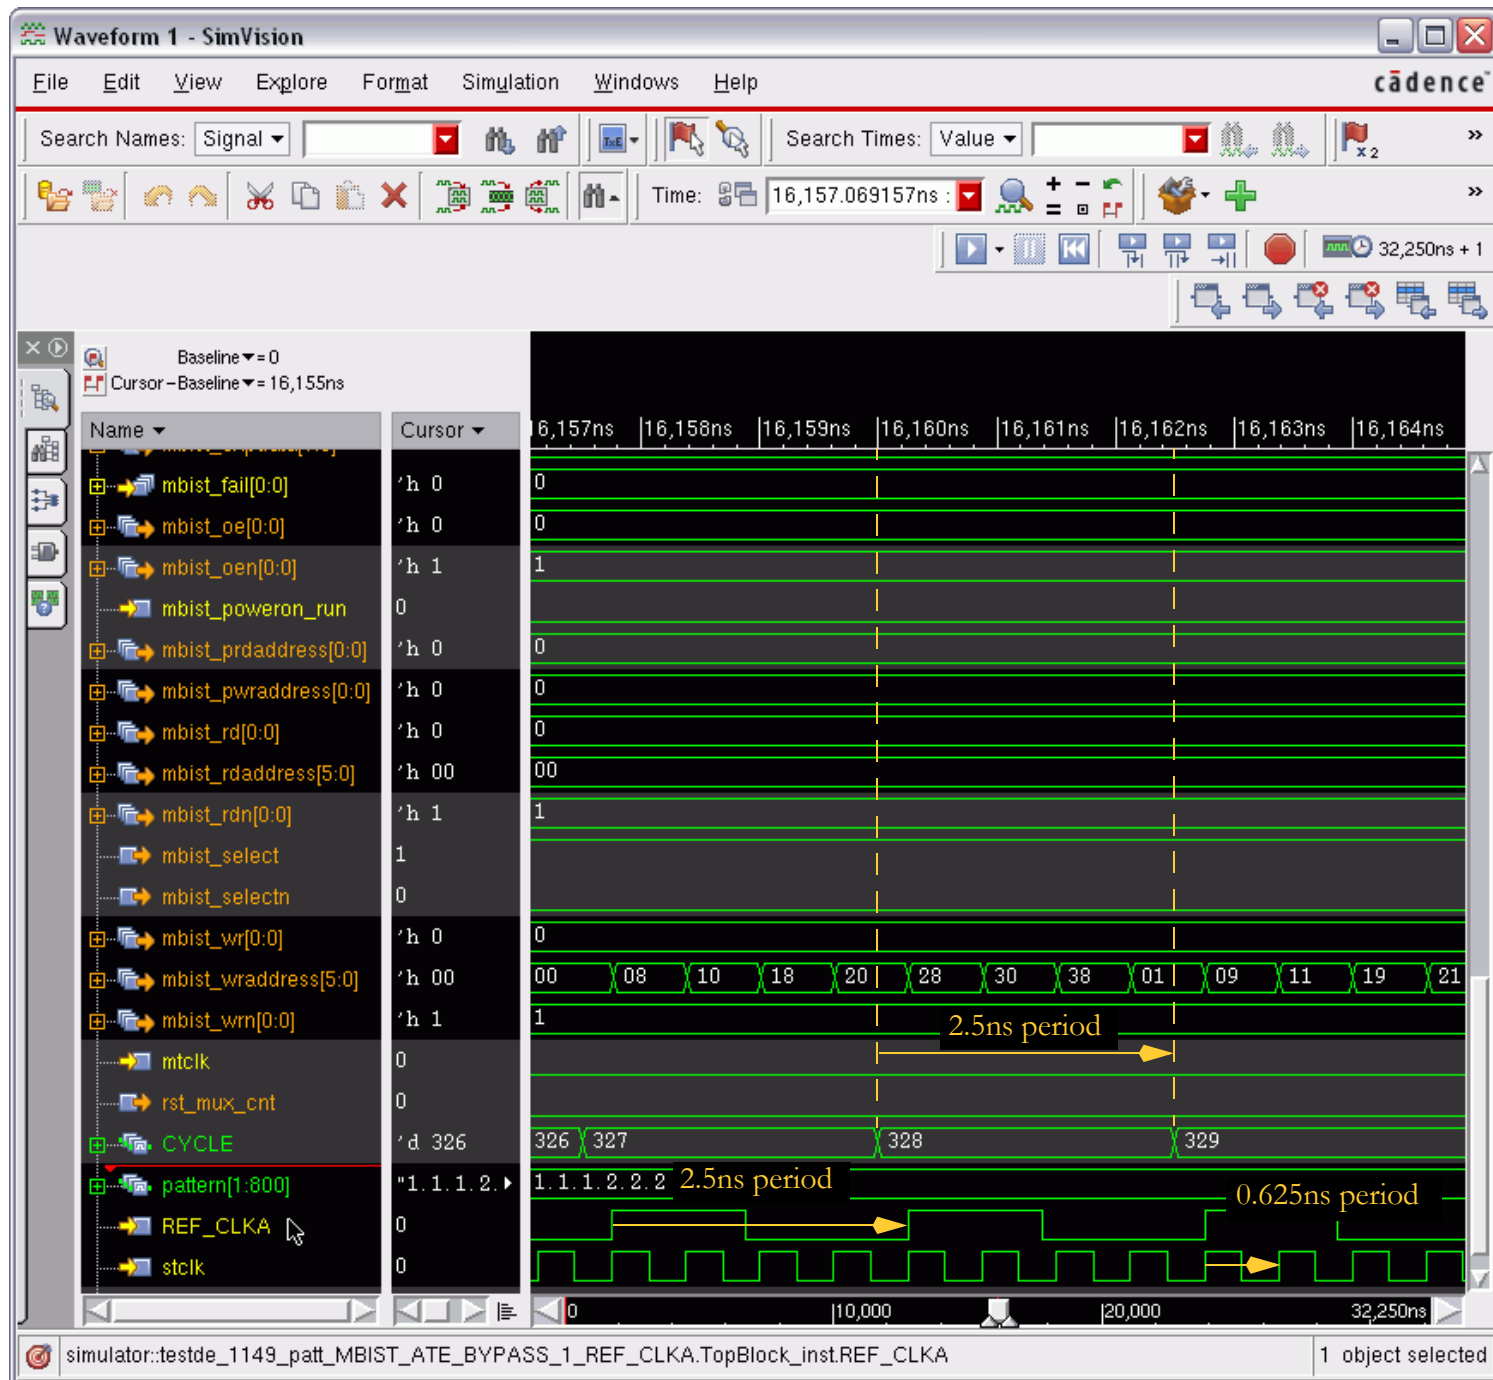 Waveform 1 - SimVision
File Edit View Explore Format Simulation Windows Help cādence
Search Names: Signal Search Times: Value x2 »
TxE
Time: 16,157.069157ns : »
32,250ns + 1
Baseline = 0
Cursor-Baseline = 16,155ns
Name Cursor 16,157ns 16,158ns 16,159ns 16,160ns 16,161ns 16,162ns 16,163ns 16,164ns
mbist_fail[0:0] 'h 0 0
mbist_oe[0:0] 'h 0 0
mbist_oen[0:0] 'h 1 1
mbist_poweron_run 0
mbist_prdaddress[0:0] 'h 0 0
mbist_pwraddress[0:0] 'h 0 0
mbist_rd[0:0] 'h 0 0
mbist_rdaddress[5:0] 'h 00 00
mbist_rdn[0:0] 'h 1 1
mbist_select 1
mbist_selectn 0
mbist_wr[0:0] 'h 0 0
mbist_wraddress[5:0] 'h 00 00 08 10 18 20 28 30 38 01 09 11 19 21
mbist_wrn[0:0] 'h 1 1
2.5ns period
mtclk 0
rst_mux_cnt 0
CYCLE 'd 326 326 327 328 329
pattern[1:800] "1.1.1.2. 1.1.1.2.2.2 2.5ns period
0.625ns period
REF_CLKA 0
stclk 0
0 10,000 20,000 32,250ns
simulator::testde_1149_patt_MBIST_ATE_BYPASS_1_REF_CLKA.TopBlock_inst.REF_CLKA 1 object selected